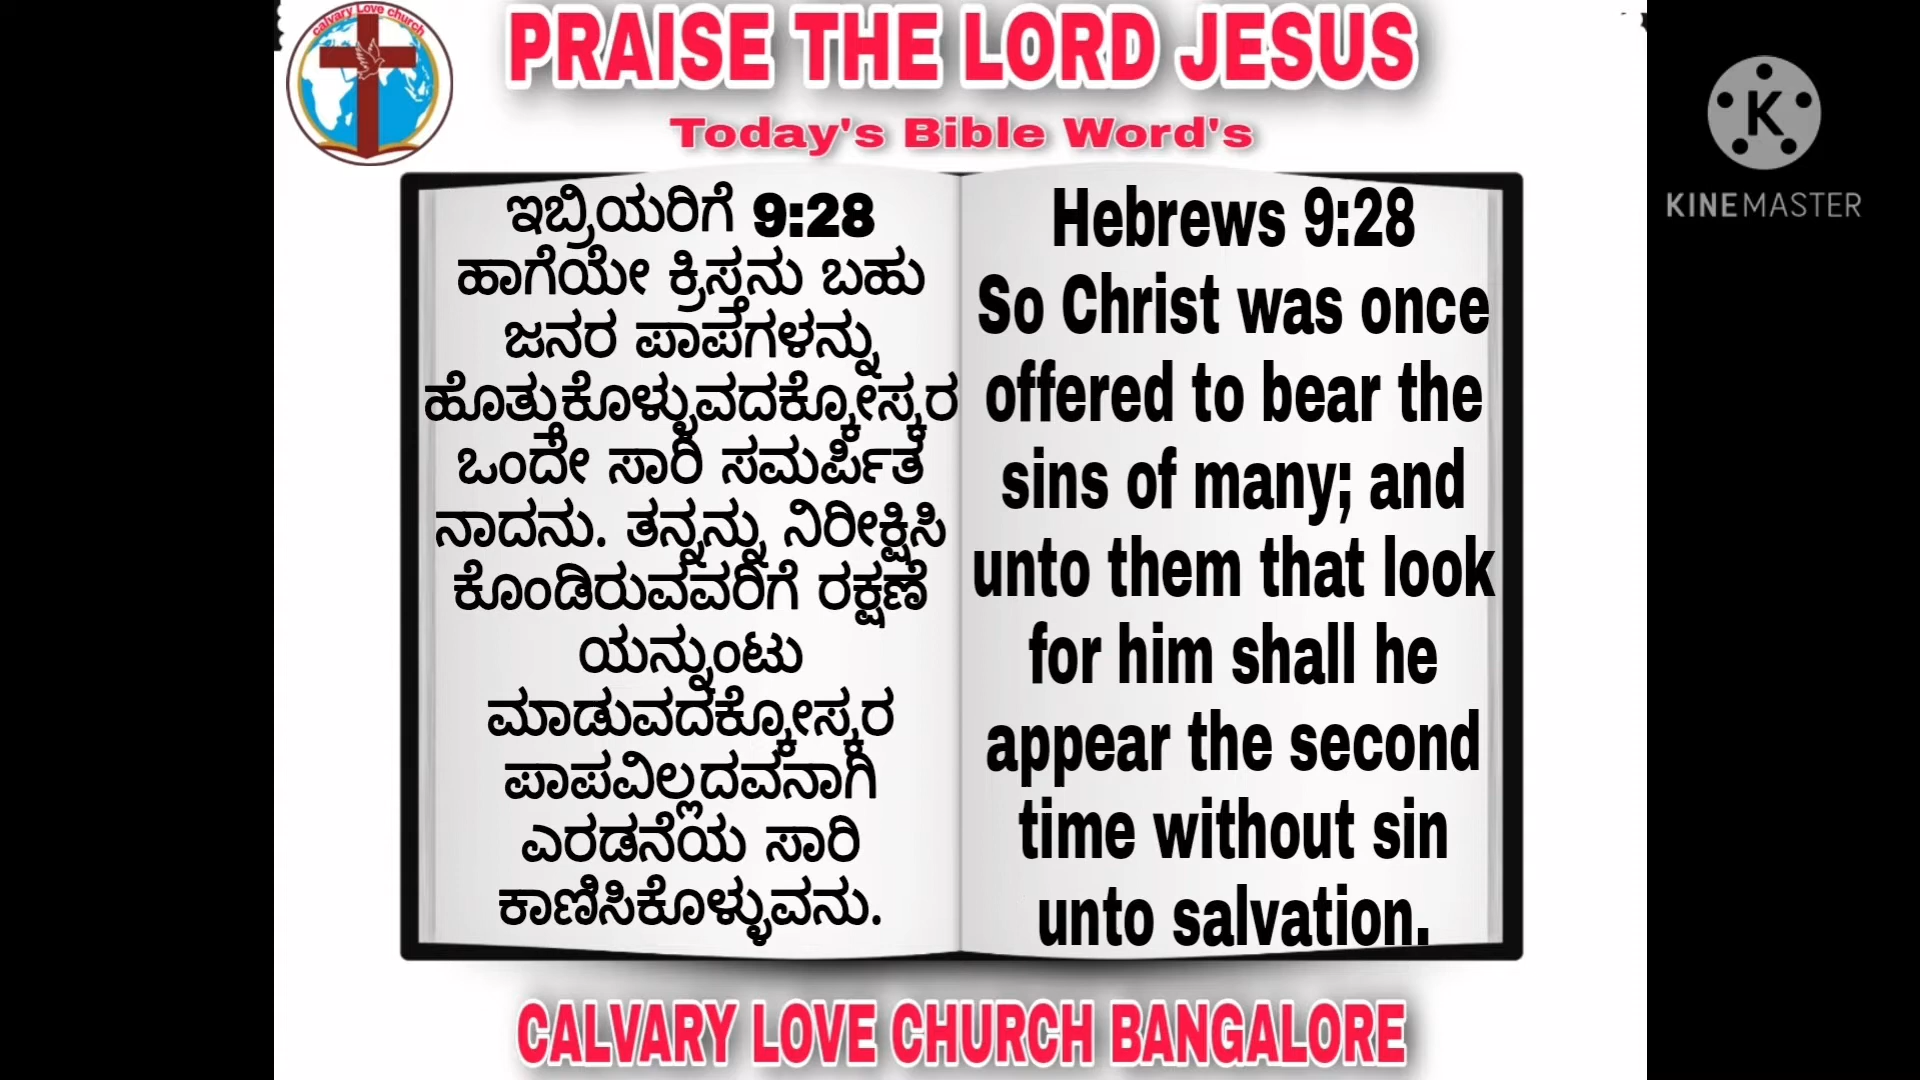 calvary Love church
PRAISE THE LORD JESUS
Today's Bible Word's
ಇಬ್ರಿಯರಿಗೆ 9:28
ಹಾಗೆಯೇ ಕ್ರಿಸ್ತನು ಬಹು
ಜನರ ಪಾಪಗಳನ್ನು
ಹೊತ್ತುಕೊಳ್ಳುವದಕ್ಕೋಸ್ಕರ
ಒಂದೇ ಸಾರಿ ಸಮರ್ಪಿತ
ನಾದನು. ತನ್ನನ್ನು ನಿರೀಕ್ಷಿಸಿ
ಕೊಂಡಿರುವವರಿಗೆ ರಕ್ಷಣೆ
ಯನ್ನುಂಟು
ಮಾಡುವದಕ್ಕೋಸ್ಕರ
ಪಾಪವಿಲ್ಲದವನಾಗಿ
ಎರಡನೆಯ ಸಾರಿ
ಕಾಣಿಸಿಕೊಳ್ಳುವನು.
Hebrews 9:28
So Christ was once
offered to bear the
sins of many; and
unto them that look
for him shall he
appear the second
time without sin
unto salvation.
CALVARY LOVE CHURCH BANGALORE
K
KINEMASTER